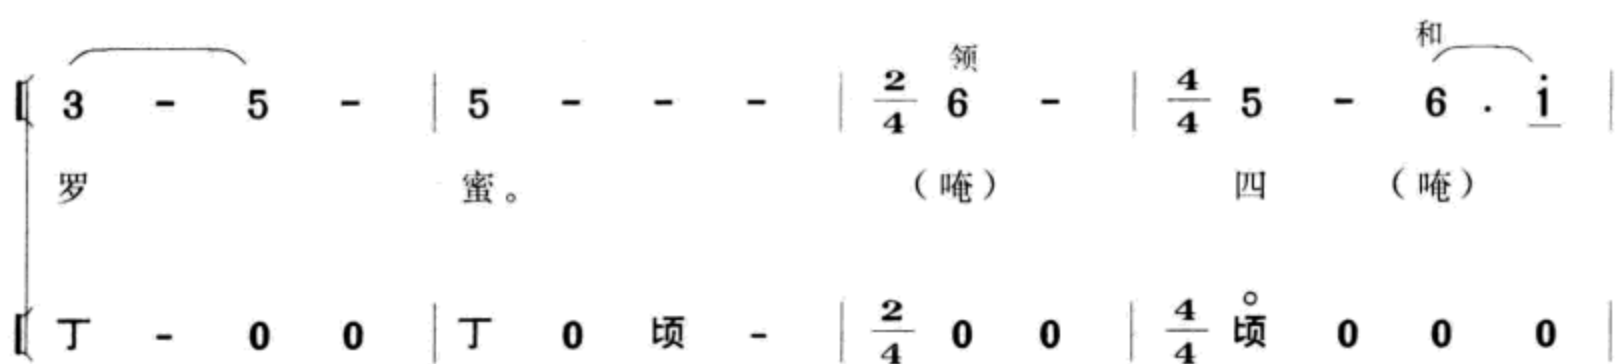 领 和
3 - 5 - | 5 - - - | 2/4 6 - | 4/4 5 - 6 . i |
罗 蜜。 （唵） 四 （唵）
丁 - 0 0 | 丁 0 顷 - | 2/4 0 0 | 4/4 顷 0 0 0 |